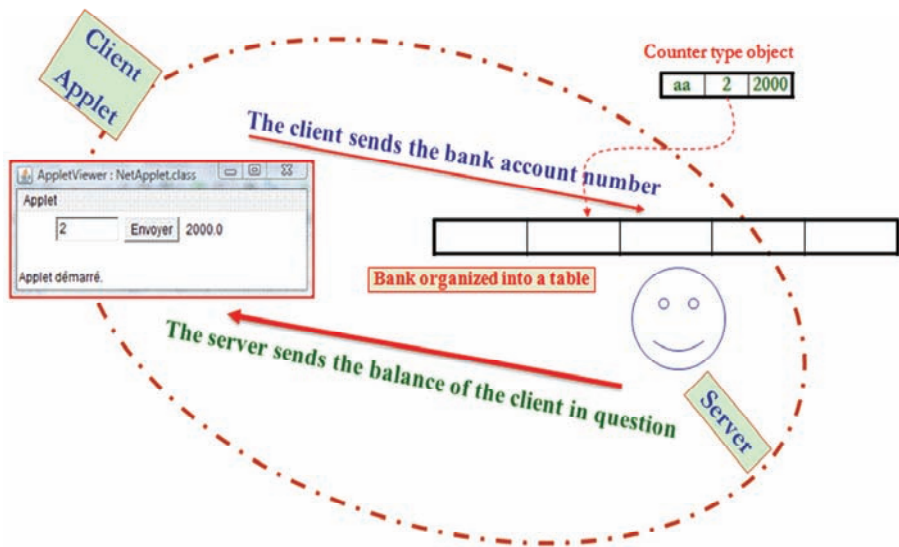 Client
Applet
Counter type object
aa 2 2000
The client sends the bank account number
AppletViewer : NetApplet.class
Applet
2 Envoyer 2000.0
Applet démarré.
Bank organized into a table
The server sends the balance of the client in question
Server